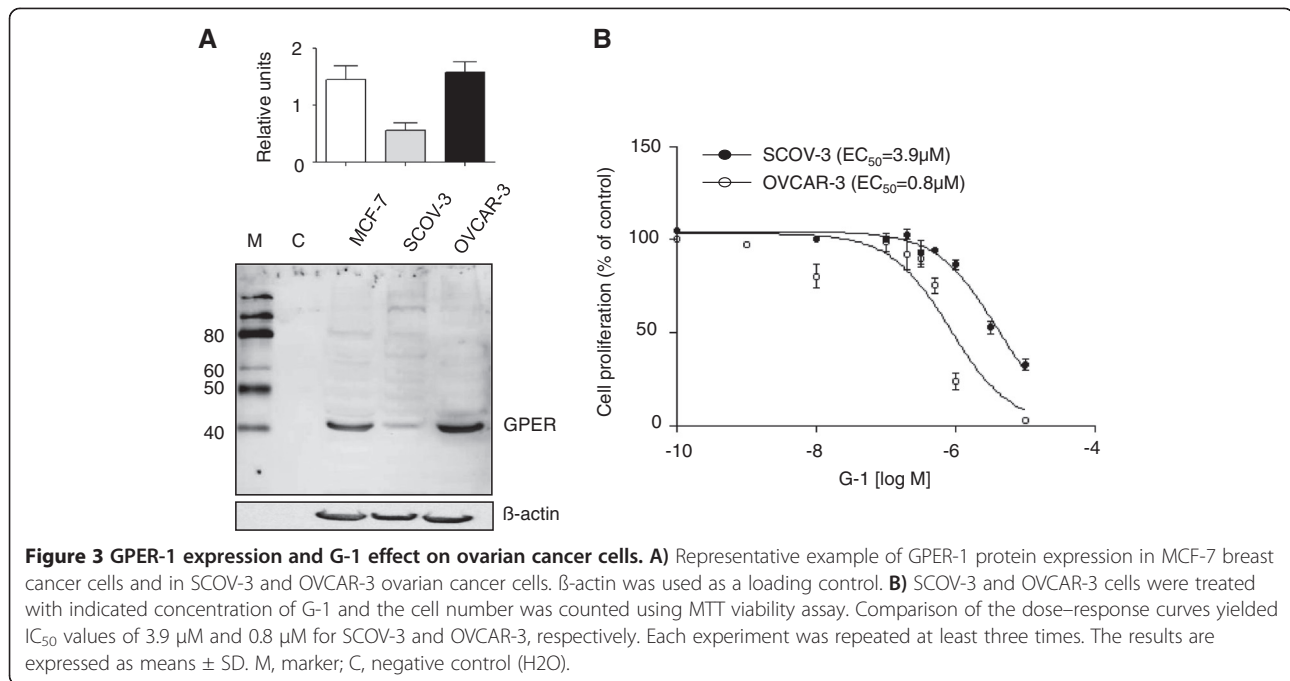 A
2
1
0
Relative units
M
C
MCF-7
SCOV-3
OVCAR-3
80
60
50
40
GPER
ß-actin
B
150
100
50
0
Cell proliferation (% of control)
SCOV-3 (EC50=3.9µM)
OVCAR-3 (EC50=0.8µM)
-10
-8
-6
-4
G-1 [log M]
Figure 3 GPER-1 expression and G-1 effect on ovarian cancer cells. A) Representative example of GPER-1 protein expression in MCF-7 breast
cancer cells and in SCOV-3 and OVCAR-3 ovarian cancer cells. ß-actin was used as a loading control. B) SCOV-3 and OVCAR-3 cells were treated
with indicated concentration of G-1 and the cell number was counted using MTT viability assay. Comparison of the dose–response curves yielded
IC50 values of 3.9 μM and 0.8 μM for SCOV-3 and OVCAR-3, respectively. Each experiment was repeated at least three times. The results are
expressed as means ± SD. M, marker; C, negative control (H2O).